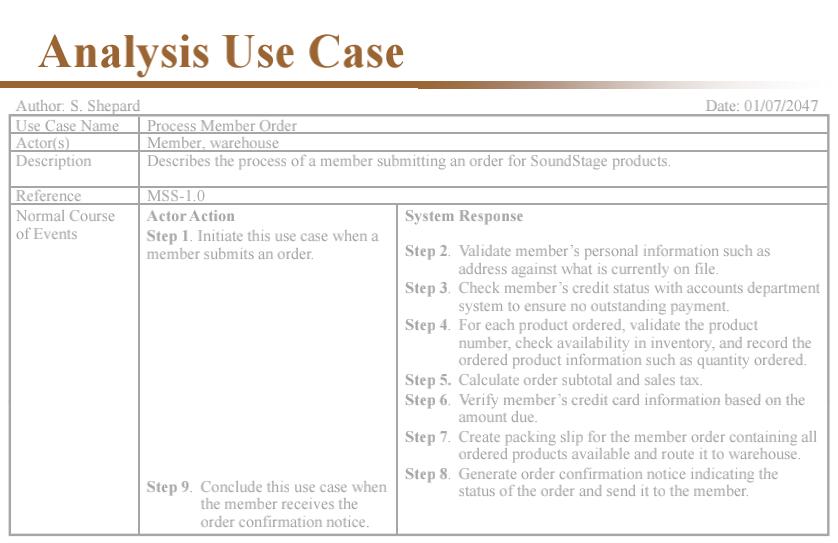 Analysis Use Case
Author: S. Shepard
Date: 01/07/2047
Use Case Name
Process Member Order
Actor(s)
Member, warehouse
Description
Describes the process of a member submitting an order for SoundStage products.
Reference
MSS-1.0
Normal Course
of Events
Actor Action
Step 1. Initiate this use case when a
member submits an order.
Step 9. Conclude this use case when
the member receives the
order confirmation notice.
System Response
Step 2. Validate member’s personal information such as
address against what is currently on file.
Step 3. Check member’s credit status with accounts department
system to ensure no outstanding payment.
Step 4. For each product ordered, validate the product
number, check availability in inventory, and record the
ordered product information such as quantity ordered.
Step 5. Calculate order subtotal and sales tax.
Step 6. Verify member’s credit card information based on the
amount due.
Step 7. Create packing slip for the member order containing all
ordered products available and route it to warehouse.
Step 8. Generate order confirmation notice indicating the
status of the order and send it to the member.